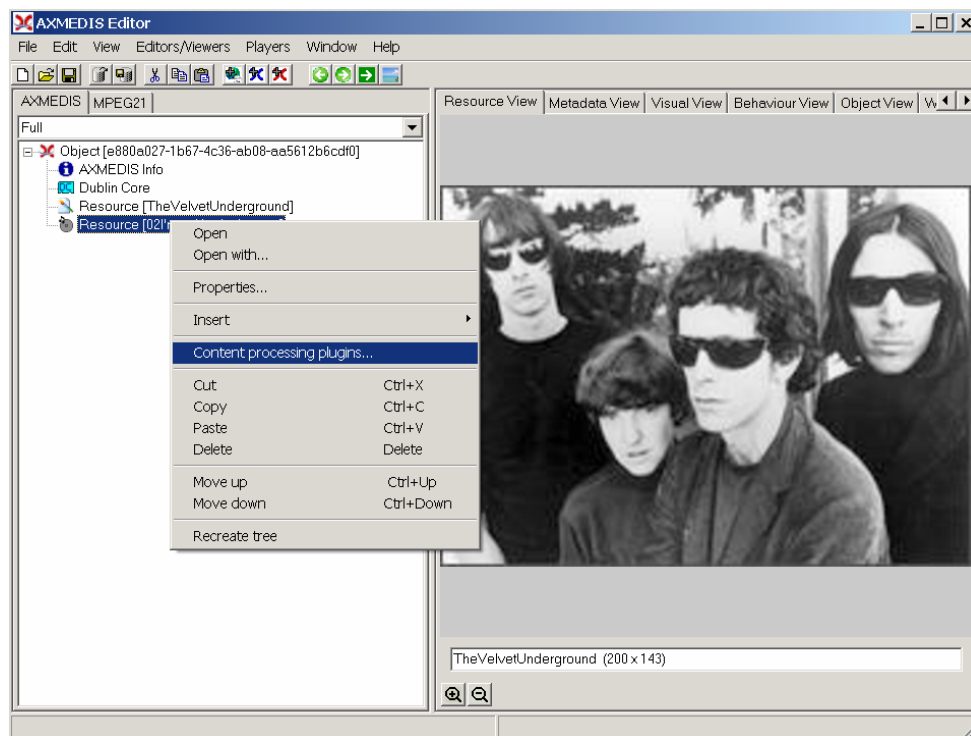 AXMEDIS Editor
File Edit View Editors/Viewers Players Window Help
AXMEDIS MPEG21
Full
Object [e880a027-1b67-4c36-ab08-aa5612b6cdf0]
AXMEDIS Info
Dublin Core
Resource [TheVelvetUnderground]
Resource [02I'r
Open
Open with...
Properties...
Insert
Content processing plugins...
Cut Ctrl+X
Copy Ctrl+C
Paste Ctrl+V
Delete Delete
Move up Ctrl+Up
Move down Ctrl+Down
Recreate tree
Resource View Metadata View Visual View Behaviour View Object View
TheVelvetUnderground (200 x 143)